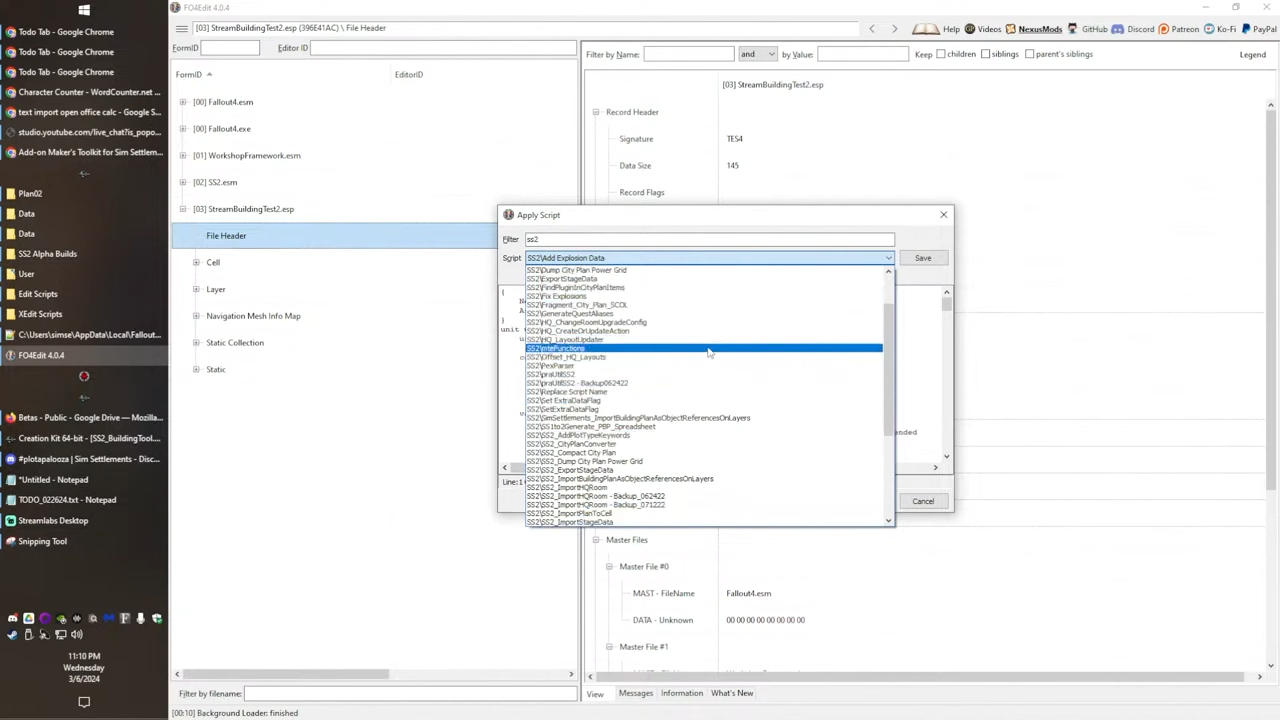 Todo Tab - Google Chrome
Todo Tab - Google Chrome
Todo Tab - Google Chrome
Character Counter - WordCounter.net ...
text import open office calc - Google S...
studio.youtube.com/live_chat?is_popo...
Add-on Maker's Toolkit for Sim Settlem...
Plan02
Data
Data
SS2 Alpha Builds
User
Edit Scripts
XEdit Scripts
C:\Users\simse\AppData\Local\Fallout...
FO4Edit 4.0.4
Betas - Public - Google Drive — Mozilla...
Creation Kit 64-bit - [SS2_BuildingTool....
#plotapalooza | Sim Settlements - Disc...
*Untitled - Notepad
TODO_022624.txt - Notepad
Streamlabs Desktop
Snipping Tool
11:10 PM
Wednesday
3/6/2024
FO4Edit 4.0.4
[03] StreamBuildingTest2.esp (396E41AC) \ File Header
Help Videos NexusMods GitHub Discord Patreon Ko-Fi PayPal
FormID Editor ID
Filter by Name: and by Value: Keep children siblings parent's siblings Legend
FormID EditorID
[00] Fallout4.esm
[00] Fallout4.exe
[01] WorkshopFramework.esm
[02] SS2.esm
[03] StreamBuildingTest2.esp
File Header
Cell
Layer
Navigation Mesh Info Map
Static Collection
Static
[03] StreamBuildingTest2.esp
Record Header
Signature TES4
Data Size 145
Record Flags
Apply Script
Filter ss2
Script SS2\Add Explosion Data Save
SS2\Dump City Plan Power Grid
SS2\ExportStageData
SS2\FindPluginInCityPlanItems
SS2\Fix Explosions
SS2\Fragment_City_Plan_SCOL
SS2\GenerateQuestAliases
SS2\HQ_ChangeRoomUpgradeConfig
SS2\HQ_CreateOrUpdateAction
SS2\HQ_LayoutUpdater
SS2\mteFunctions
SS2\Offset_HQ_Layouts
SS2\PexParser
SS2\praUtilSS2
SS2\praUtilSS2 - Backup062422
SS2\Replace Script Name
SS2\Set ExtraDataFlag
SS2\SetExtraDataFlag
SS2\SimSettlements_ImportBuildingPlanAsObjectReferencesOnLayers
SS2\SS1to2Generate_PBP_Spreadsheet
SS2\SS2_AddPlotTypeKeywords
SS2\SS2_CityPlanConverter
SS2\SS2_Compact City Plan
SS2\SS2_Dump City Plan Power Grid
SS2\SS2_ExportStageData
SS2\SS2_ImportBuildingPlanAsObjectReferencesOnLayers
SS2\SS2_ImportHQRoom
SS2\SS2_ImportHQRoom - Backup_062422
SS2\SS2_ImportHQRoom - Backup_071222
SS2\SS2_ImportPlanToCell
SS2\SS2_ImportStageData
{
}
unit
ended
Line:
Cancel
Master Files
Master File #0
MAST - FileName Fallout4.esm
DATA - Unknown 00 00 00 00 00 00 00 00
Master File #1
Filter by filename:
View Messages Information What's New
[00:10] Background Loader: finished